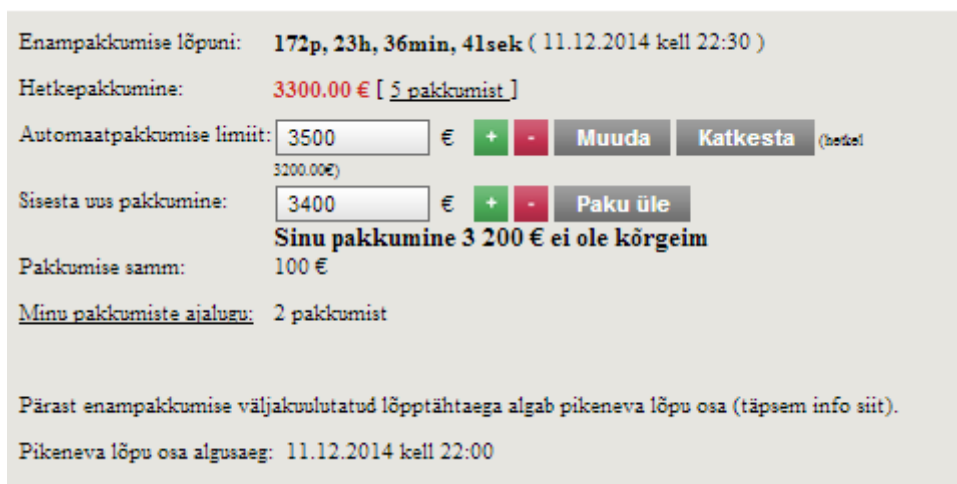 Enampakkumise lõpuni: 172p, 23h, 36min, 41sek ( 11.12.2014 kell 22:30 )
Hetkepakkumine: 3300.00 € [ 5 pakkumist ]
Automaatpakkumise limiit: 3500 € + - Muuda Katkesta (hetkel
3200.00€)
Sisesta uus pakkumine: 3400 € + - Paku üle
Sinu pakkumine 3 200 € ei ole kõrgeim
Pakkumise samm: 100 €
Minu pakkumiste ajalugu: 2 pakkumist
Pärast enampakkumise väljakuulutatud lõpptähtaega algab pikeneva lõpu osa (täpsem info siit).
Pikeneva lõpu osa algusaeg: 11.12.2014 kell 22:00